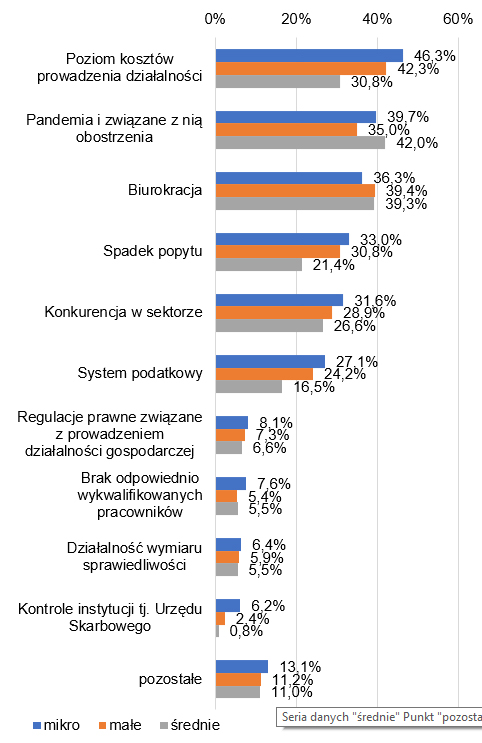 0% 20% 40% 60%
Poziom kosztów
prowadzenia działalności
46,3%
42,3%
30,8%
Pandemia i związane z nią
obostrzenia
39,7%
35,0%
42,0%
Biurokracja
36,3%
39,4%
39,3%
Spadek popytu
33,0%
30,8%
21,4%
Konkurencja w sektorze
31,6%
28,9%
26,6%
System podatkowy
27,1%
24,2%
16,5%
Regulacje prawne związane
z prowadzeniem
działalności gospodarczej
8,1%
7,3%
6,6%
Brak odpowiednio
wykwalifikowanych
pracowników
7,6%
5,4%
5,5%
Działalność wymiaru
sprawiedliwości
6,4%
5,9%
5,5%
Kontrole instytucji tj. Urzędu
Skarbowego
6,2%
2,4%
0,8%
pozostałe
13,1%
11,2%
11,0%
mikro małe średnie
Seria danych "średnie" Punkt "pozosta